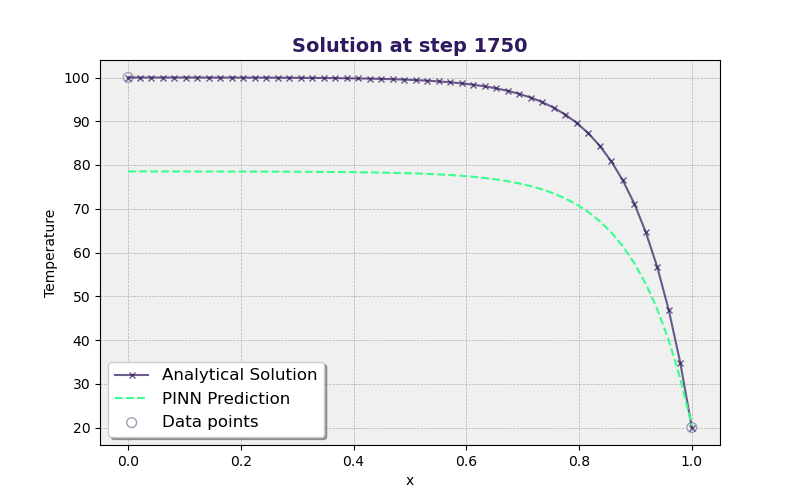 Solution at step 1750
Temperature
100
90
80
70
60
50
40
30
20
Analytical Solution
PINN Prediction
Data points
0.0 0.2 0.4 0.6 0.8 1.0
x